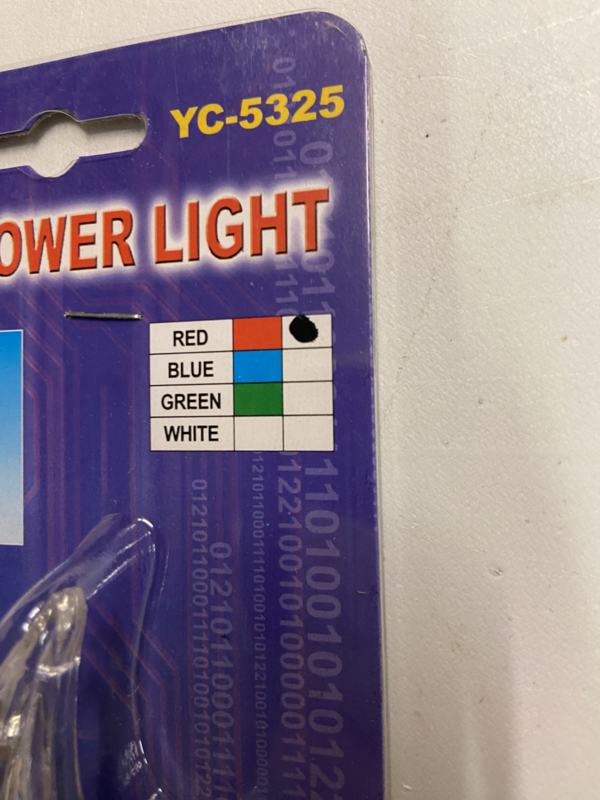 YC-5325
OWER LIGHT
RED
BLUE
GREEN
WHITE